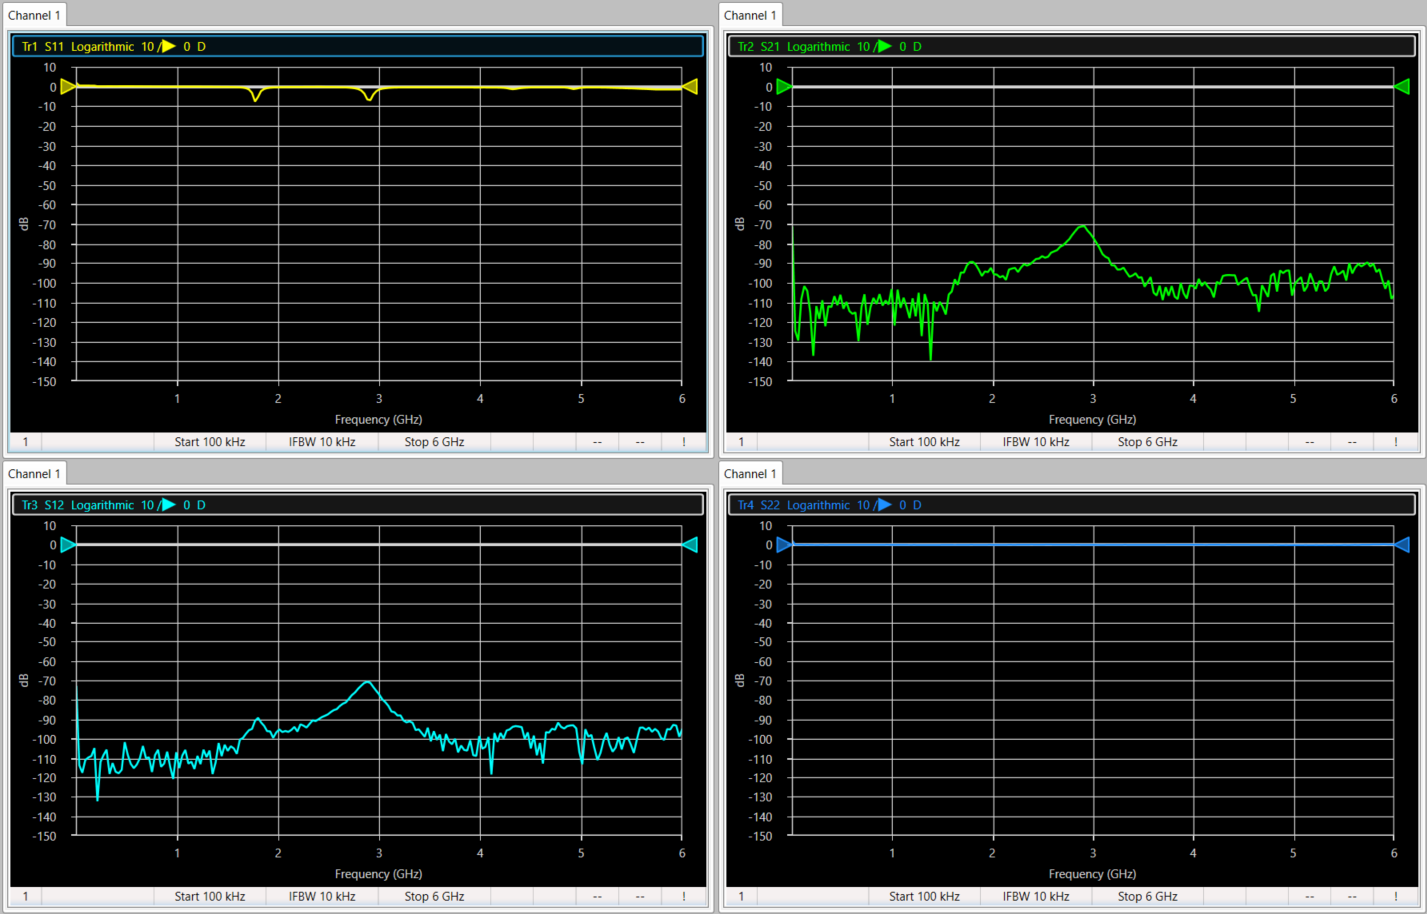 Channel 1
Tr1 S11 Logarithmic 10 / 0 D
10
0
-10
-20
-30
-40
-50
-60
-70
-80
-90
-100
-110
-120
-130
-140
-150
dB
1 2 3 4 5 6
Frequency (GHz)
1 Start 100 kHz IFBW 10 kHz Stop 6 GHz -- -- !
Channel 1
Tr2 S21 Logarithmic 10 / 0 D
10
0
-10
-20
-30
-40
-50
-60
-70
-80
-90
-100
-110
-120
-130
-140
-150
dB
1 2 3 4 5 6
Frequency (GHz)
1 Start 100 kHz IFBW 10 kHz Stop 6 GHz -- -- !
Channel 1
Tr3 S12 Logarithmic 10 / 0 D
10
0
-10
-20
-30
-40
-50
-60
-70
-80
-90
-100
-110
-120
-130
-140
-150
dB
1 2 3 4 5 6
Frequency (GHz)
1 Start 100 kHz IFBW 10 kHz Stop 6 GHz -- -- !
Channel 1
Tr4 S22 Logarithmic 10 / 0 D
10
0
-10
-20
-30
-40
-50
-60
-70
-80
-90
-100
-110
-120
-130
-140
-150
dB
1 2 3 4 5 6
Frequency (GHz)
1 Start 100 kHz IFBW 10 kHz Stop 6 GHz -- -- !